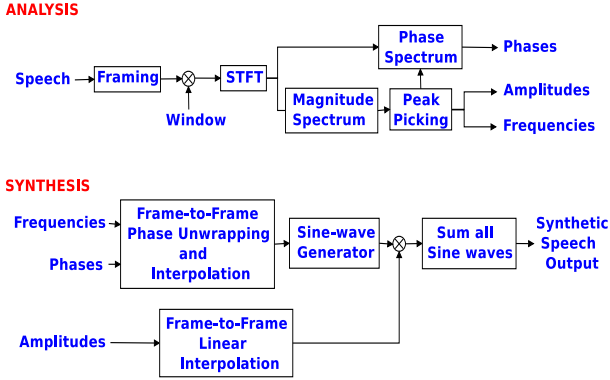 ANALYSIS
Speech
Framing
Window
STFT
Phase
Spectrum
Phases
Magnitude
Spectrum
Peak
Picking
Amplitudes
Frequencies
SYNTHESIS
Frequencies
Phases
Frame-to-Frame
Phase Unwrapping
and
Interpolation
Sine-wave
Generator
Sum all
Sine waves
Synthetic
Speech
Output
Amplitudes
Frame-to-Frame
Linear
Interpolation